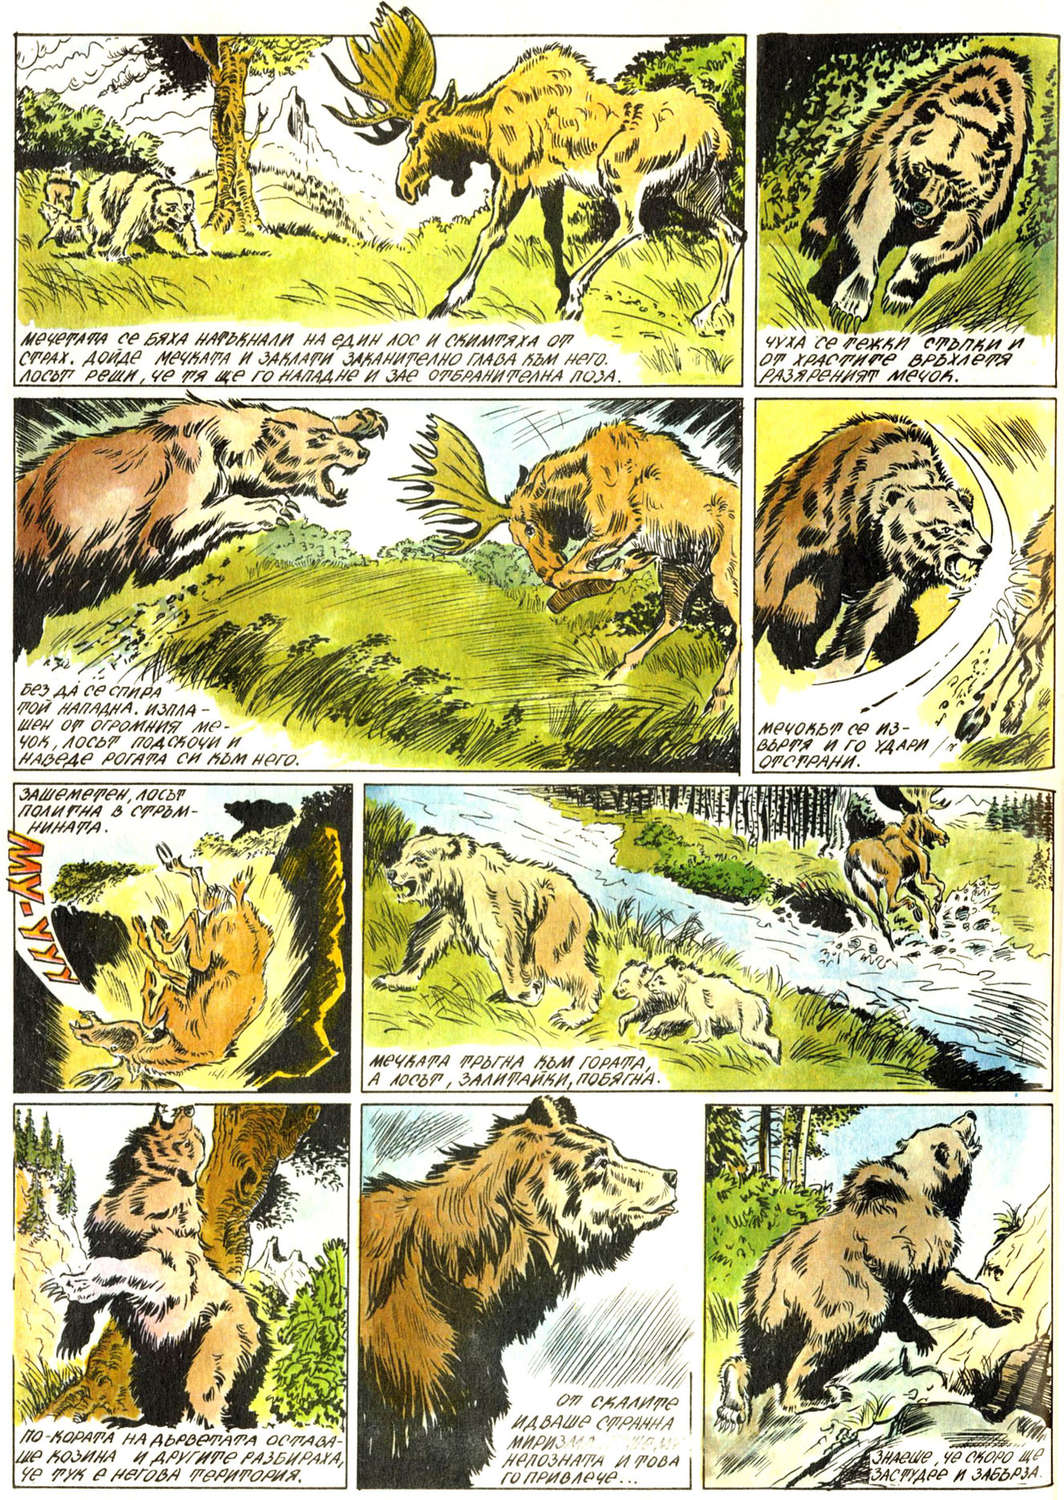 МЕЧЕТАТА СЕ БЯХА НАТЪКНАЛИ НА ЕДИН ЛОС И СКИМТЯХА ОТ
СТРАХ. ДОЙДЕ МЕЧКАТА И ЗАКЛАТИ ЗАКАНИТЕЛНО ГЛАВА КЪМ НЕГО.
ЛОСЪТ РЕШИ, ЧЕ ТЯ ЩЕ ГО НАПАДНЕ И ЗАЕ ОТБРАНИТЕЛНА ПОЗА.
ЧУХА СЕ ТЕЖКИ СТЪПКИ И
ОТ ХРАСТИТЕ ВРЪХЛЕТЯ
РАЗЯРЕНИЯТ МЕЧОК.
БЕЗ ДА СЕ СПИРА
ТОЙ НАПАДНА. ИЗПЛА-
ШЕН ОТ ОГРОМНИЯ МЕ-
ЧОК, ЛОСЪТ ПОДСКОЧИ И
НАВЕДЕ РОГАТА СИ КЪМ НЕГО.
МЕЧОКЪТ СЕ ИЗ-
ВЪРТЯ И ГО УДАРИ
ОТСТРАНИ.
ЗАШЕМЕТЕН, ЛОСЪТ
ПОЛИТНА В СТРЪМ-
НИНАТА.
МУ-УУУ
МЕЧКАТА ТРЪГНА КЪМ ГОРАТА,
А ЛОСЪТ, ЗАЛИТАЙКИ, ПОБЯГНА.
ПО-КОРАТА НА ДЪРВЕТАТА ОСТАВА-
ШЕ КОЗИНА И ДРУГИТЕ РАЗБИРАХА,
ЧЕ ТУК Е НЕГОВА ТЕРИТОРИЯ.
ОТ СКАЛИТЕ
ИДВАШЕ СТРАННА
МИРИЗМА
НЕПОЗНАТА И ТОВА
ГО ПРИВЛЕЧЕ...
ЗНАЕШЕ, ЧЕ СКОРО ЩЕ
ЗАСТУДЕЕ И ЗАБЪРЗА.